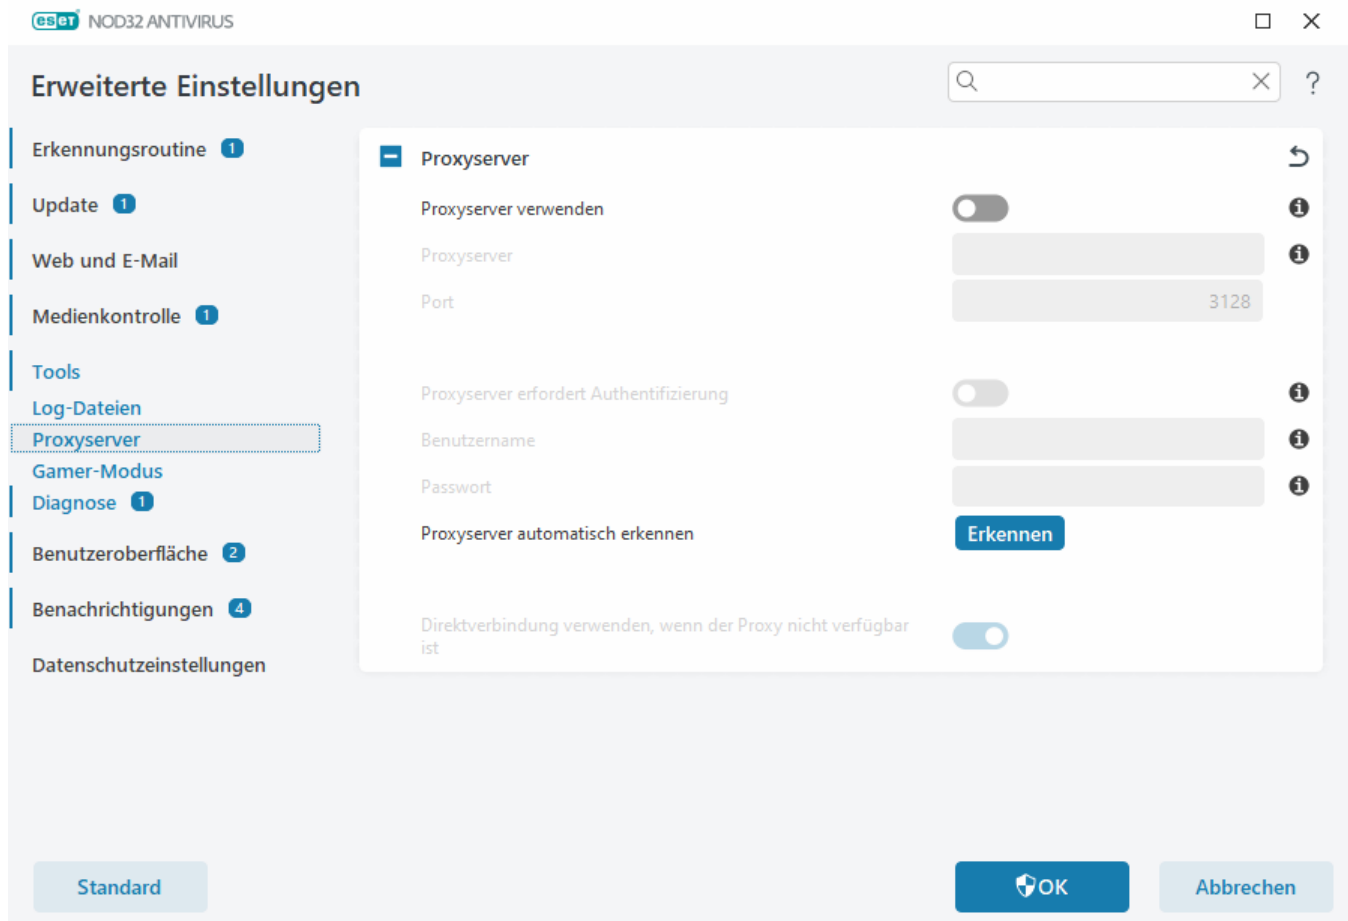 eset NOD32 ANTIVIRUS
Erweiterte Einstellungen
?
Erkennungsroutine 1
Update 1
Web und E-Mail
Medienkontrolle 1
Tools
Log-Dateien
Proxyserver
Gamer-Modus
Diagnose 1
Benutzeroberfläche 2
Benachrichtigungen 4
Datenschutzeinstellungen
Proxyserver
Proxyserver verwenden
Proxyserver
Port 3128
Proxyserver erfordert Authentifizierung
Benutzername
Passwort
Proxyserver automatisch erkennen Erkennen
Direktverbindung verwenden, wenn der Proxy nicht verfügbar
ist
Standard
OK
Abbrechen